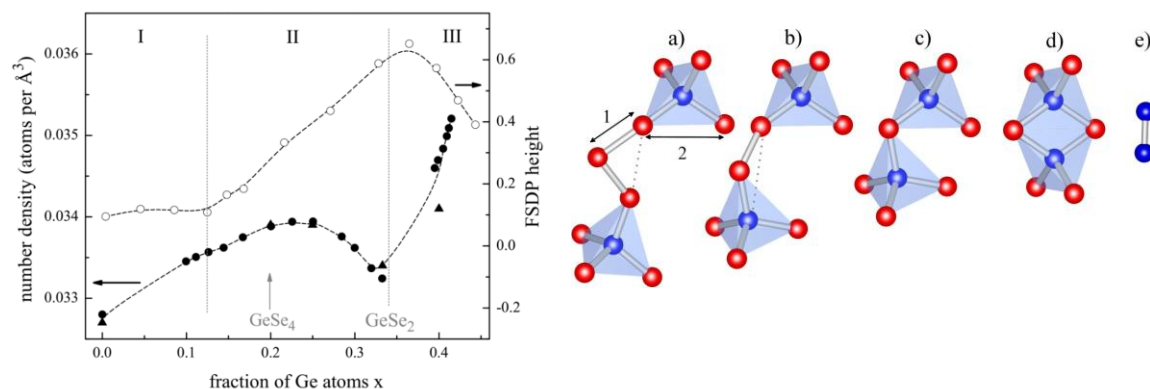 I II III
number density (atoms per Å³)
0.036
0.035
0.034
0.033
0.0 0.1 0.2 0.3 0.4
fraction of Ge atoms x
GeSe₄
GeSe₂
0.6
0.4
0.2
0.0
-0.2
FSDP height
a) b) c) d) e)
1
2